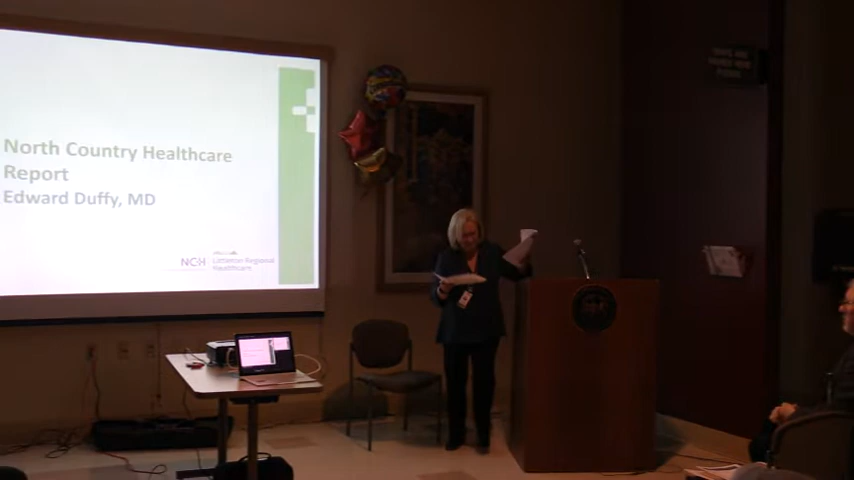 North Country Healthcare
Report
Edward Duffy, MD
NCH
Littleton Regional
Healthcare